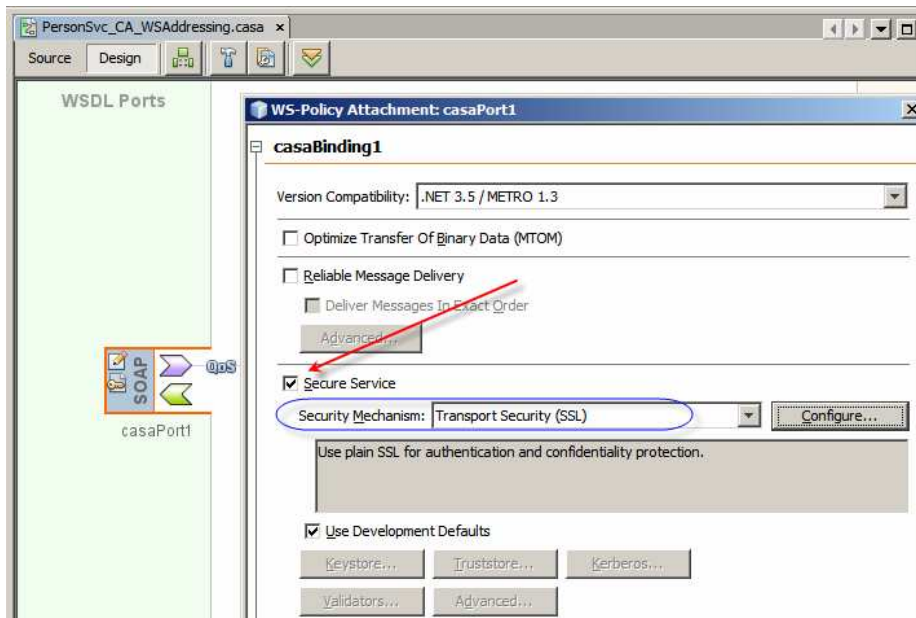 PersonSvc_CA_WSAddressing.casa
Source Design
WSDL Ports
WS-Policy Attachment: casaPort1
casaBinding1
Version Compatibility: .NET 3.5 / METRO 1.3
Optimize Transfer Of Binary Data (MTOM)
Reliable Message Delivery
Deliver Messages In Exact Order
Advanced...
SOAP
QoS
casaPort1
Secure Service
Security Mechanism: Transport Security (SSL) Configure...
Use plain SSL for authentication and confidentiality protection.
Use Development Defaults
Keystore... Truststore... Kerberos...
Validators... Advanced...